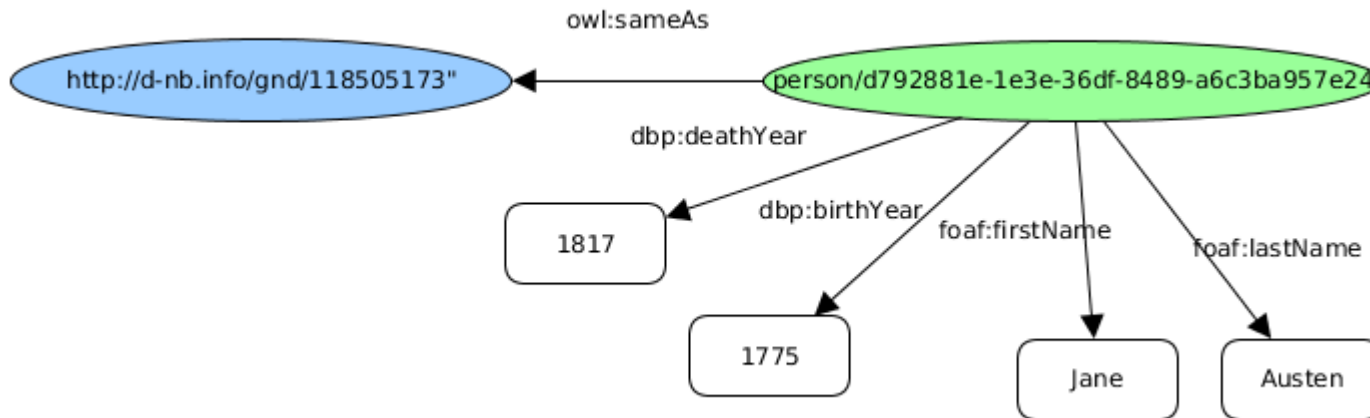 owl:sameAs
http://d-nb.info/gnd/118505173"
person/d792881e-1e3e-36df-8489-a6c3ba957e24
dbp:deathYear
dbp:birthYear
1817
foaf:firstName
foaf:lastName
1775
Jane
Austen